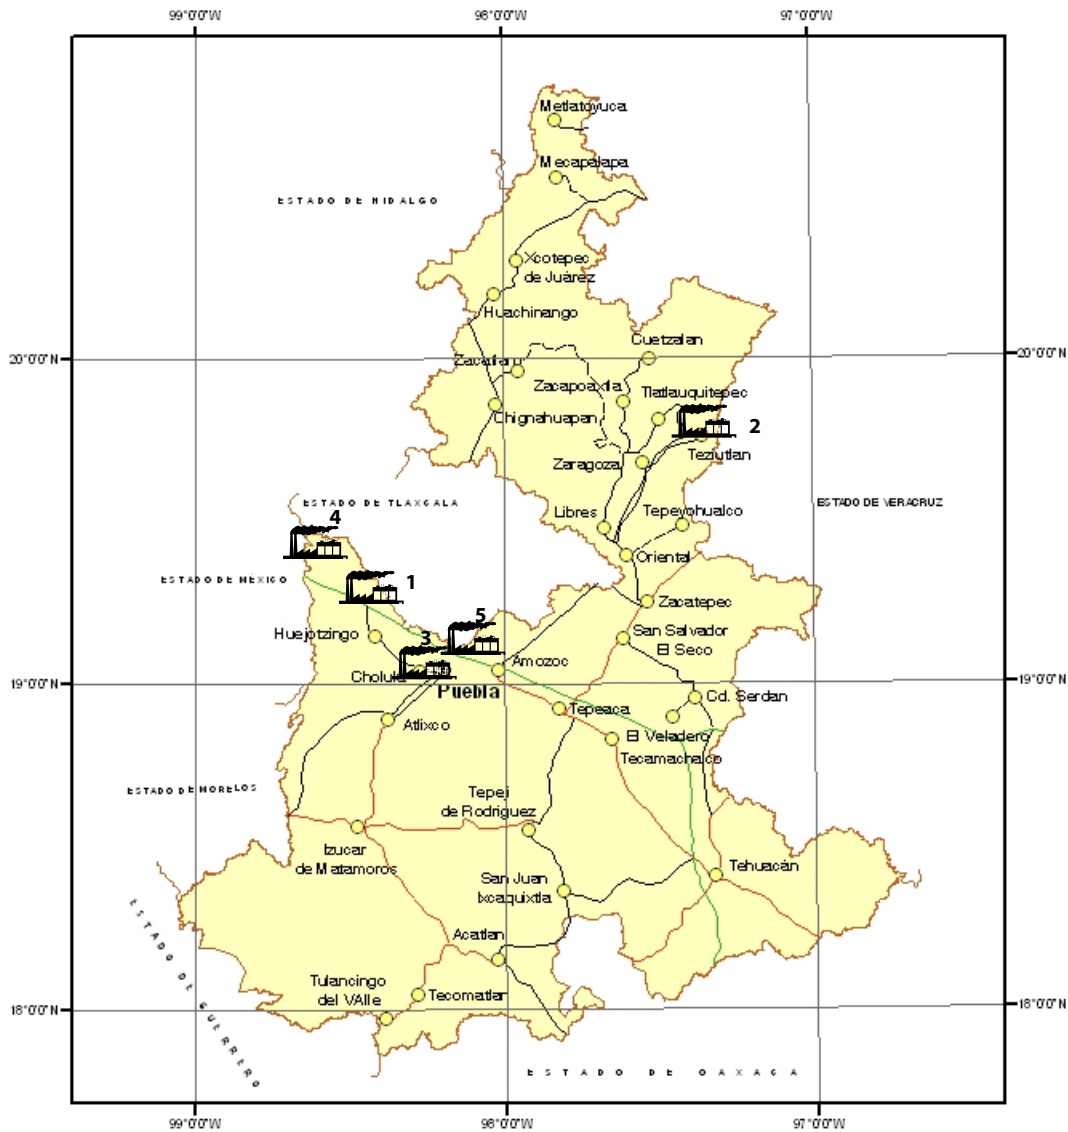 99°0'0"W 98°0'0"W 97°0'0"W
Metlatoyuca
Mecapalapa
ESTADO DE HIDALGO
Xcotepec
de Juárez
Huachinango
Cuetzalan
20°0'0"N 20°0'0"N
Zacatlan
Zacapoaxtla
Tlatlauquitepec
Chignahuapan
2
Teziutlan
Zaragoza
ESTADO DE TLAXCALA
ESTADO DE VERACRUZ
Libres
Tepeyohualco
4
Oriental
ESTADO DE MÉXICO
1
Zacatepec
5
Huejotzingo
San Salvador
El Seco
3
Amozoc
Cholula
19°0'0"N 19°0'0"N
Puebla
Cd. Serdan
Tepeaca
Atlixco
El Veladero
Tecamachalco
ESTADO DE MORELOS
Tepeji
de Rodriguez
Izucar
de Matamoros
Tehuacán
San Juan
Ixcaquixtla
ESTADO DE GUERRERO
Acatlan
Tulancingo
del VAlle
Tecomatlan
18°0'0"N 18°0'0"N
ESTADO DE OAXACA
99°0'0"W 98°0'0"W 97°0'0"W